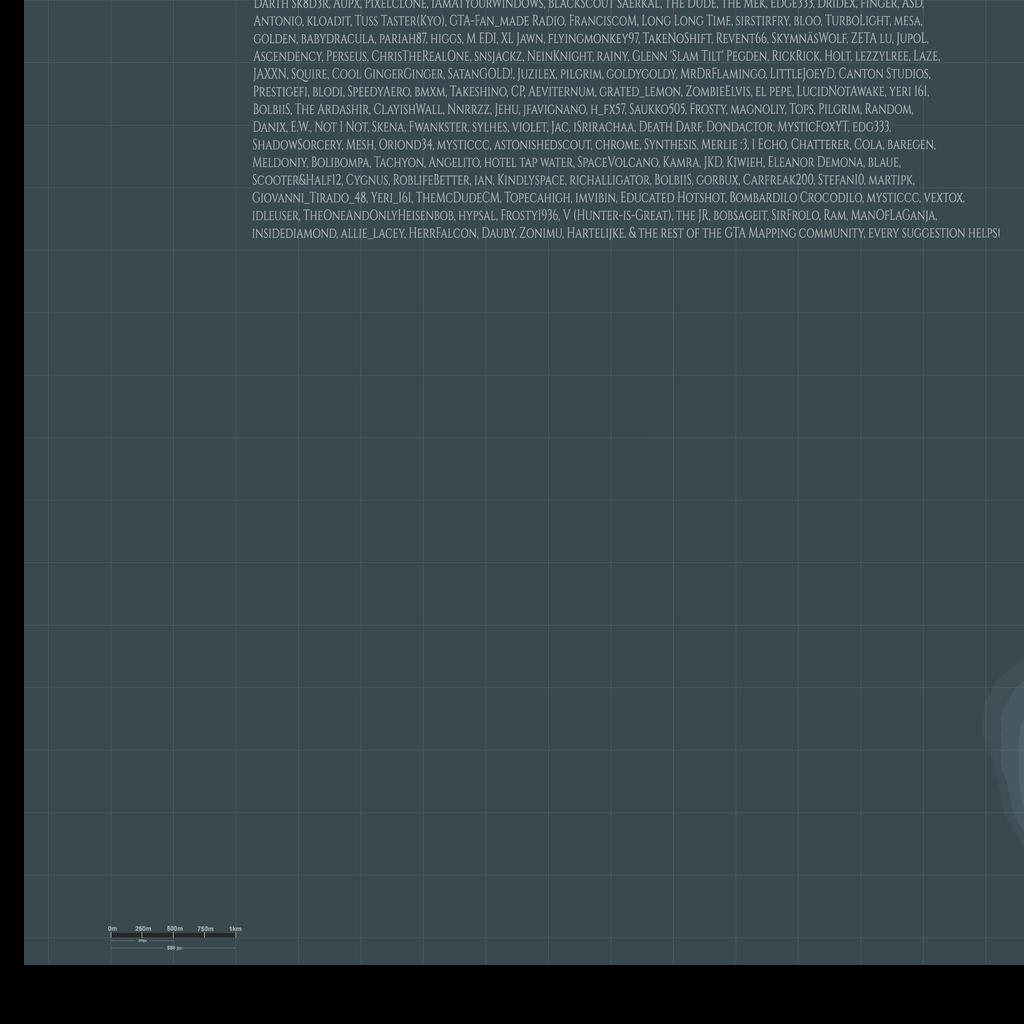 DARTH SK8D3R, AUPX, PIXELCLONE, IAMATYOURWINDOWS, BLACKSCOUT SAERKAL, THE DUDE, THE MEK, EDGE333, DRIDEX, FINGER, ASD,
ANTONIO, KLOADIT, TUSS TASTER(KYO), GTA-FAN_MADE RADIO, FRANCISCOM, LONG LONG TIME, SIRSTIRFRY, BLOO, TURBOLIGHT, MESA,
GOLDEN, BABYDRACULA, PARIAH87, HIGGS, M EDI, XL JAWN, FLYINGMONKEY97, TAKENOSHIFT, REVENT66, SKYMNÄSWOLF, ZETA LU, JUPOL,
ASCENDENCY, PERSEUS, CHRISTHEREALONE, SNSJACKZ, NEINKNIGHT, RAINY, GLENN 'SLAM TILT' PEGDEN, RICKRICK, HOLT, LEZZYLREE, LAZE,
JAXXN, SQUIRE, COOL GINGERGINGER, SATANGOLD!, JUZILEX, PILGRIM, GOLDYGOLDY, MRDRFLAMINGO, LITTLEJOEYD, CANTON STUDIOS,
PRESTIGEFI, BLODI, SPEEDYAERO, BMXM, TAKESHINO, CP, AEVITERNUM, GRATED_LEMON, ZOMBIEELVIS, EL PEPE, LUCIDNOTAWAKE, YERI 161,
BOLBIIS, THE ARDASHIR, CLAYISHWALL, NNRRZZ, JEHU, JFAVIGNANO, H_FX57, SAUKKO505, FROSTY, MAGNOLIY, TOPS, PILGRIM, RANDOM,
DANIX, E.W., NOT I NOT, SKENA, FWANKSTER, SYLHES, VIOLET, JAC, ISRIRACHAA, DEATH DARF, DONDACTOR, MYSTICFOXYT, EDG333,
SHADOWSORCERY, MESH, ORIOND34, MYSTICCC, ASTONISHEDSCOUT, CHROME, SYNTHESIS, MERLIE :3, I ECHO, CHATTERER, COLA, BAREGEN,
MELDONIY, BOLIBOMPA, TACHYON, ANGELITO, HOTEL TAP WATER, SPACEVOLCANO, KAMRA, JKD, KIWIEH, ELEANOR DEMONA, BLAUE,
SCOOTER&HALF12, CYGNUS, ROBLIFEBETTER, IAN, KINDLYSPACE, RICHALLIGATOR, BOLBIIS, GORBUX, CARFREAK200, STEFAN10, MARTIPK,
GIOVANNI_TIRADO_48, YERI_161, THEMCDUDECM, TOPECAHIGH, IMVIBIN, EDUCATED HOTSHOT, BOMBARDILO CROCODILO, MYSTICCC, VEXTOX,
IDLEUSER, THEONEANDONLYHEISENBOB, HYPSAL, FROSTY1936, V (HUNTER-IS-GREAT), THE JR, BOBSAGEIT, SIRFROLO, RAM, MANOFLAGANJA,
INSIDEDIAMOND, ALLIE_LACEY, HERRFALCON, DAUBY, ZONIMU, HARTELIJKE. & THE REST OF THE GTA MAPPING COMMUNITY, EVERY SUGGESTION HELPS!
0m 250m 500m 750m 1km